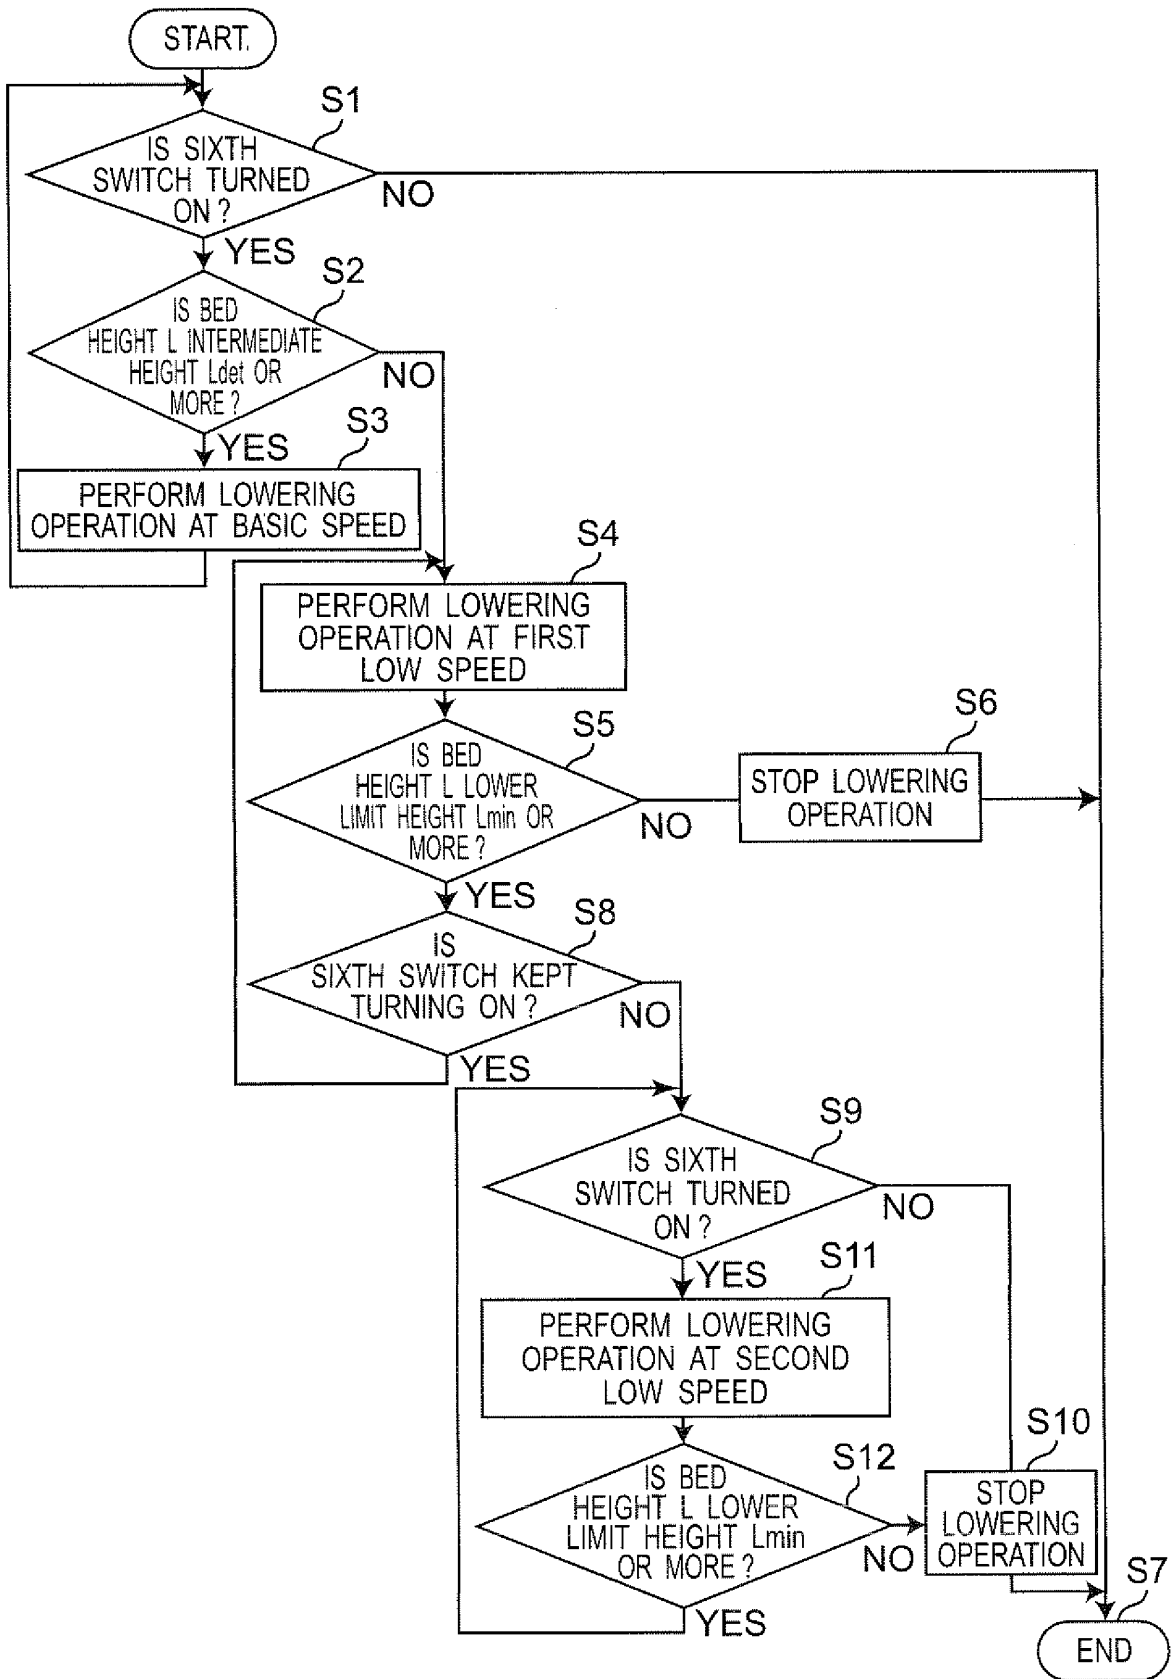 START
S1
IS SIXTH
SWITCH TURNED
ON?
NO
YES
S2
IS BED
HEIGHT L INTERMEDIATE
HEIGHT Ldet OR
MORE?
NO
YES
S3
PERFORM LOWERING
OPERATION AT BASIC SPEED
S4
PERFORM LOWERING
OPERATION AT FIRST
LOW SPEED
S5
IS BED
HEIGHT L LOWER
LIMIT HEIGHT Lmin OR
MORE?
NO
S6
STOP LOWERING
OPERATION
YES
S8
IS
SIXTH SWITCH KEPT
TURNING ON?
NO
YES
S9
IS SIXTH
SWITCH TURNED
ON?
NO
YES
S11
PERFORM LOWERING
OPERATION AT SECOND
LOW SPEED
S12
IS BED
HEIGHT L LOWER
LIMIT HEIGHT Lmin
OR MORE?
NO
YES
S10
STOP
LOWERING
OPERATION
S7
END